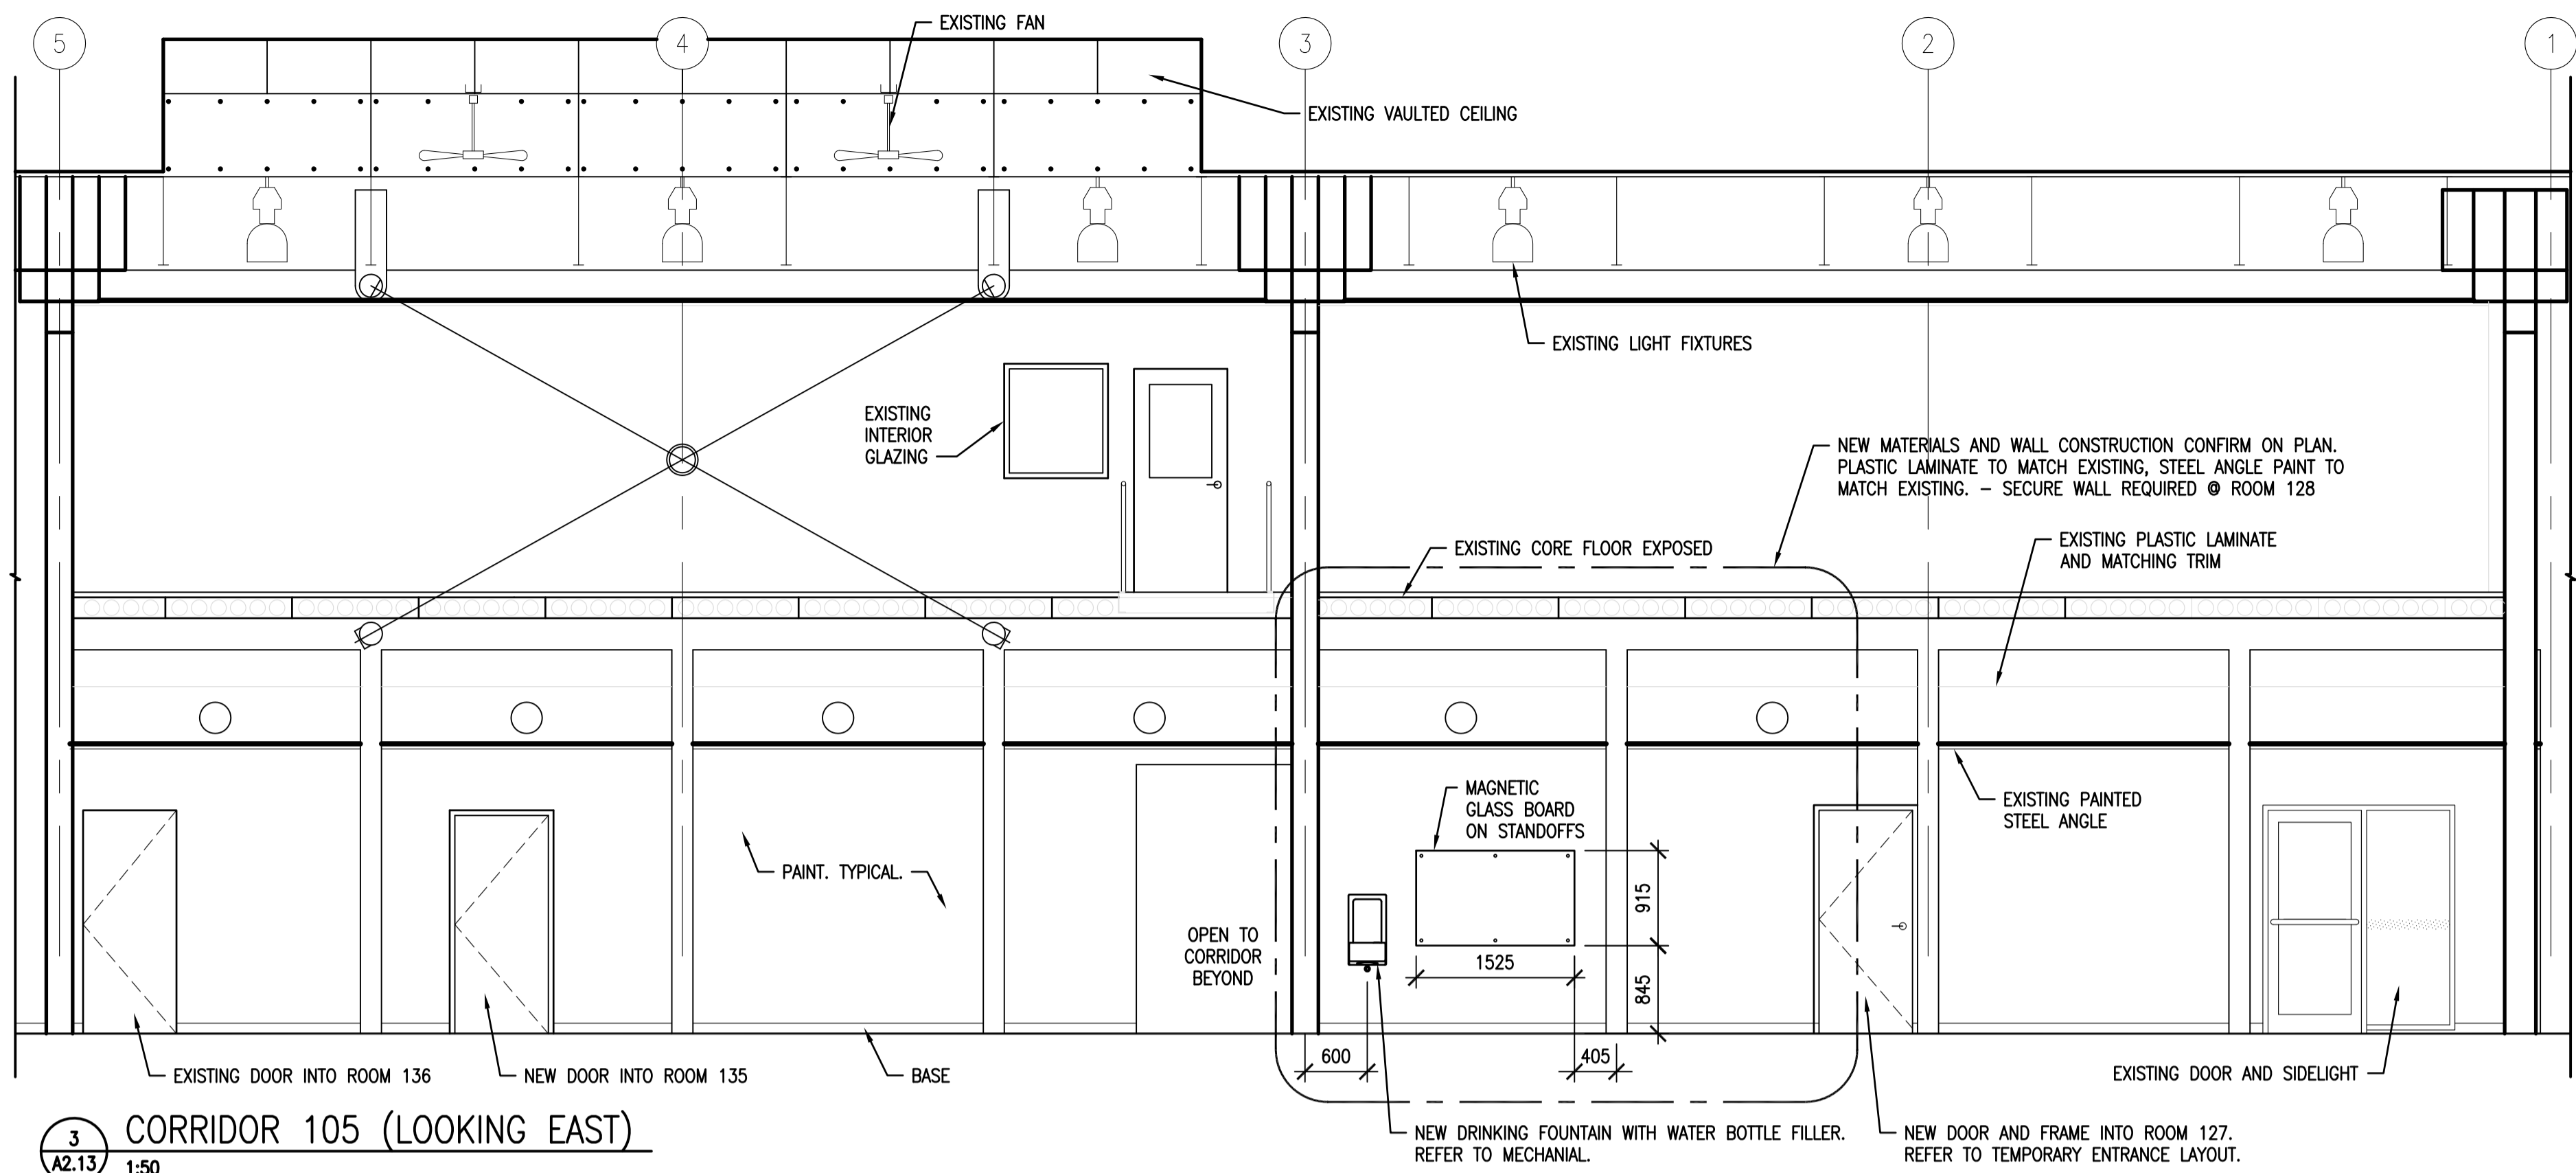 5
4
3
2
1
EXISTING FAN
EXISTING VAULTED CEILING
EXISTING LIGHT FIXTURES
EXISTING
INTERIOR
GLAZING
NEW MATERIALS AND WALL CONSTRUCTION CONFIRM ON PLAN.
PLASTIC LAMINATE TO MATCH EXISTING, STEEL ANGLE PAINT TO
MATCH EXISTING. – SECURE WALL REQUIRED @ ROOM 128
EXISTING CORE FLOOR EXPOSED
EXISTING PLASTIC LAMINATE
AND MATCHING TRIM
MAGNETIC
GLASS BOARD
ON STANDOFFS
EXISTING PAINTED
STEEL ANGLE
PAINT. TYPICAL.
OPEN TO
CORRIDOR
BEYOND
915
1525
845
600
405
EXISTING DOOR INTO ROOM 136
NEW DOOR INTO ROOM 135
BASE
EXISTING DOOR AND SIDELIGHT
NEW DRINKING FOUNTAIN WITH WATER BOTTLE FILLER.
REFER TO MECHANIAL.
NEW DOOR AND FRAME INTO ROOM 127.
REFER TO TEMPORARY ENTRANCE LAYOUT.
3
A2.13
CORRIDOR 105 (LOOKING EAST)
1:50